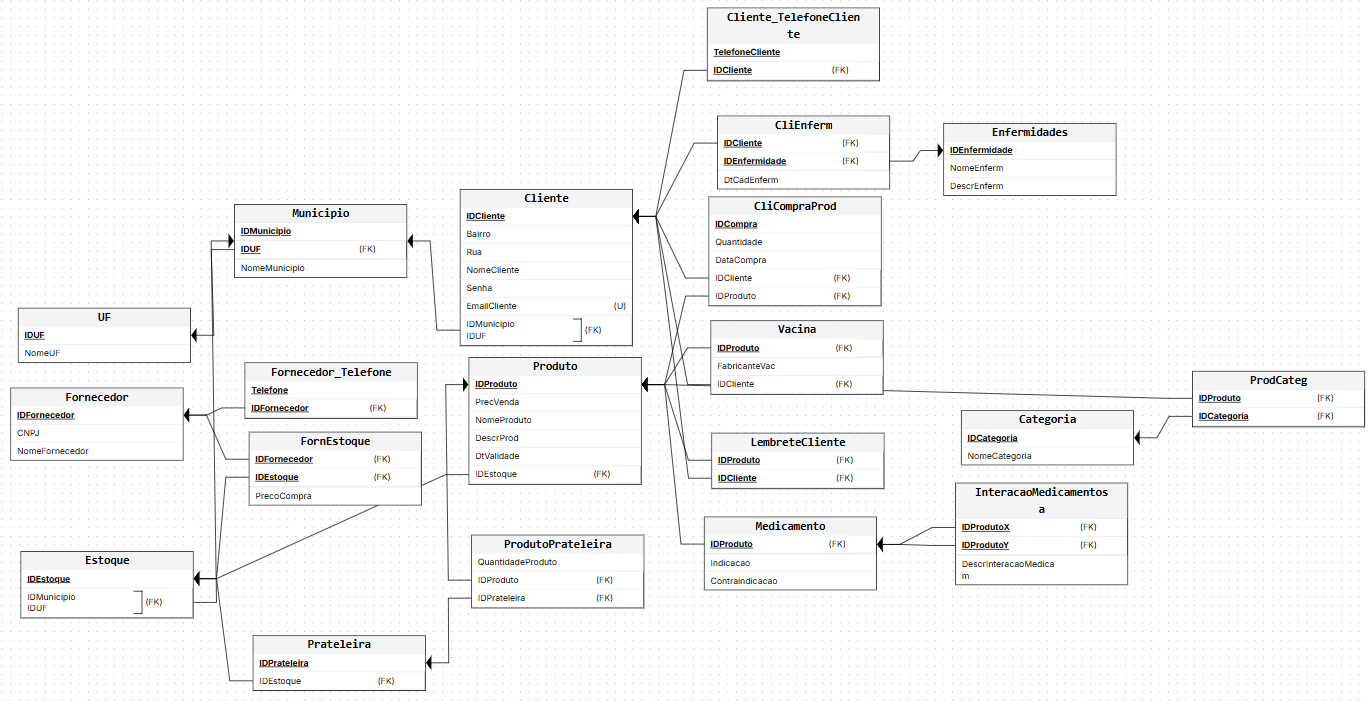 Cliente_TelefoneClien
te
TelefoneCliente
IDCliente (FK)
CliEnferm
IDCliente (FK)
IDEnfermidade (FK)
DtCadEnferm
Enfermidades
IDEnfermidade
NomeEnferm
DescrEnferm
Cliente
IDCliente
Bairro
Rua
NomeCliente
Senha
EmailCliente (U)
IDMunicipio
IDUF
(FK)
CliCompraProd
IDCompra
Quantidade
DataCompra
IDCliente (FK)
IDProduto (FK)
Municipio
IDMunicipio
IDUF (FK)
NomeMunicipio
UF
IDUF
NomeUF
Vacina
IDProduto (FK)
FabricanteVac
IDCliente (FK)
Fornecedor_Telefone
Telefone
IDFornecedor (FK)
Produto
IDProduto
PrecVenda
NomeProduto
DescrProd
DtValidade
IDEstoque (FK)
ProdCateg
IDProduto (FK)
IDCategoria (FK)
Fornecedor
IDFornecedor
CNPJ
NomeFornecedor
Categoria
IDCategoria
NomeCategoria
FornEstoque
IDFornecedor (FK)
IDEstoque (FK)
PrecoCompra
LembreteCliente
IDProduto (FK)
IDCliente (FK)
InteracaoMedicamentos
a
IDProdutoX (FK)
IDProdutoY (FK)
DescrInteracaoMedica
m
Medicamento
IDProduto (FK)
Indicacao
Contraindicacao
ProdutoPrateleira
QuantidadeProduto
IDProduto (FK)
IDPrateleira (FK)
Estoque
IDEstoque
IDMunicipio
IDUF
(FK)
Prateleira
IDPrateleira
IDEstoque (FK)